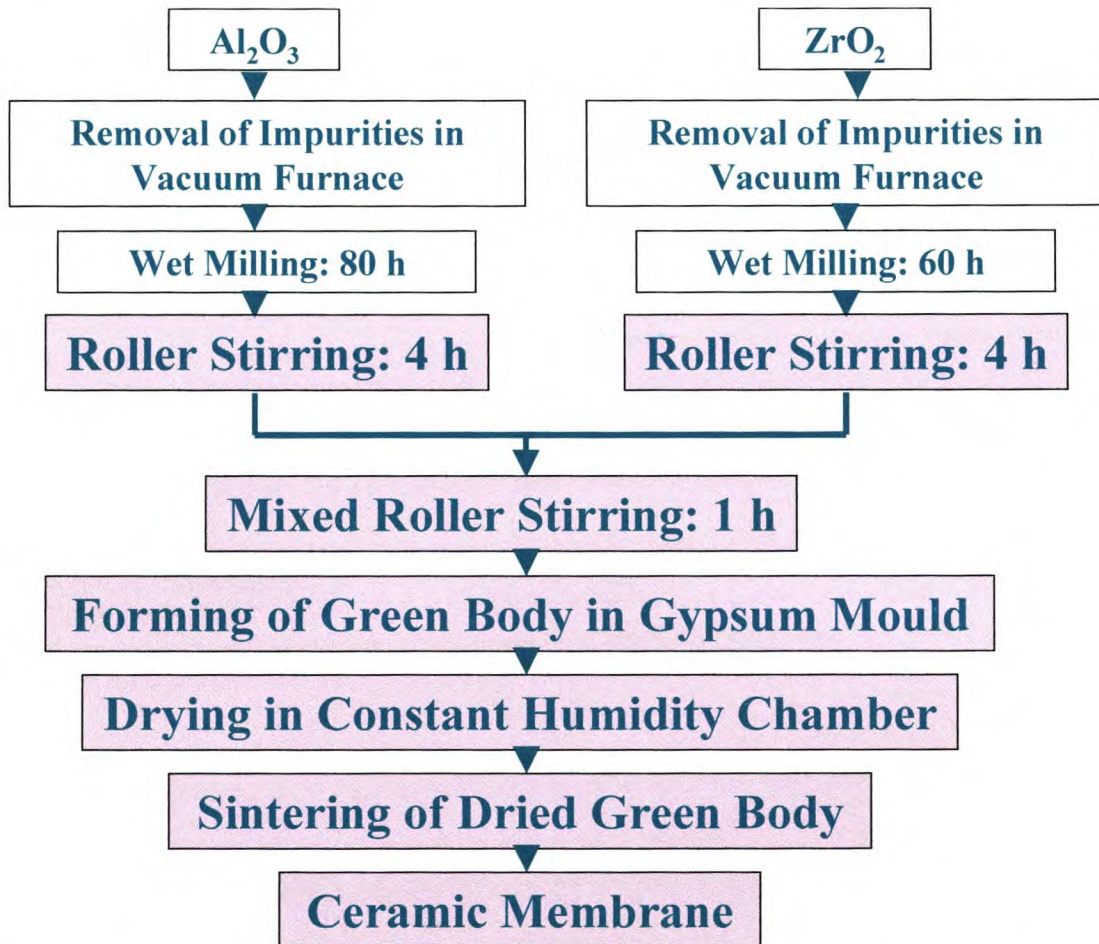 Al₂O₃
ZrO₂
Removal of Impurities in
Vacuum Furnace
Removal of Impurities in
Vacuum Furnace
Wet Milling: 80 h
Wet Milling: 60 h
Roller Stirring: 4 h
Roller Stirring: 4 h
Mixed Roller Stirring: 1 h
Forming of Green Body in Gypsum Mould
Drying in Constant Humidity Chamber
Sintering of Dried Green Body
Ceramic Membrane